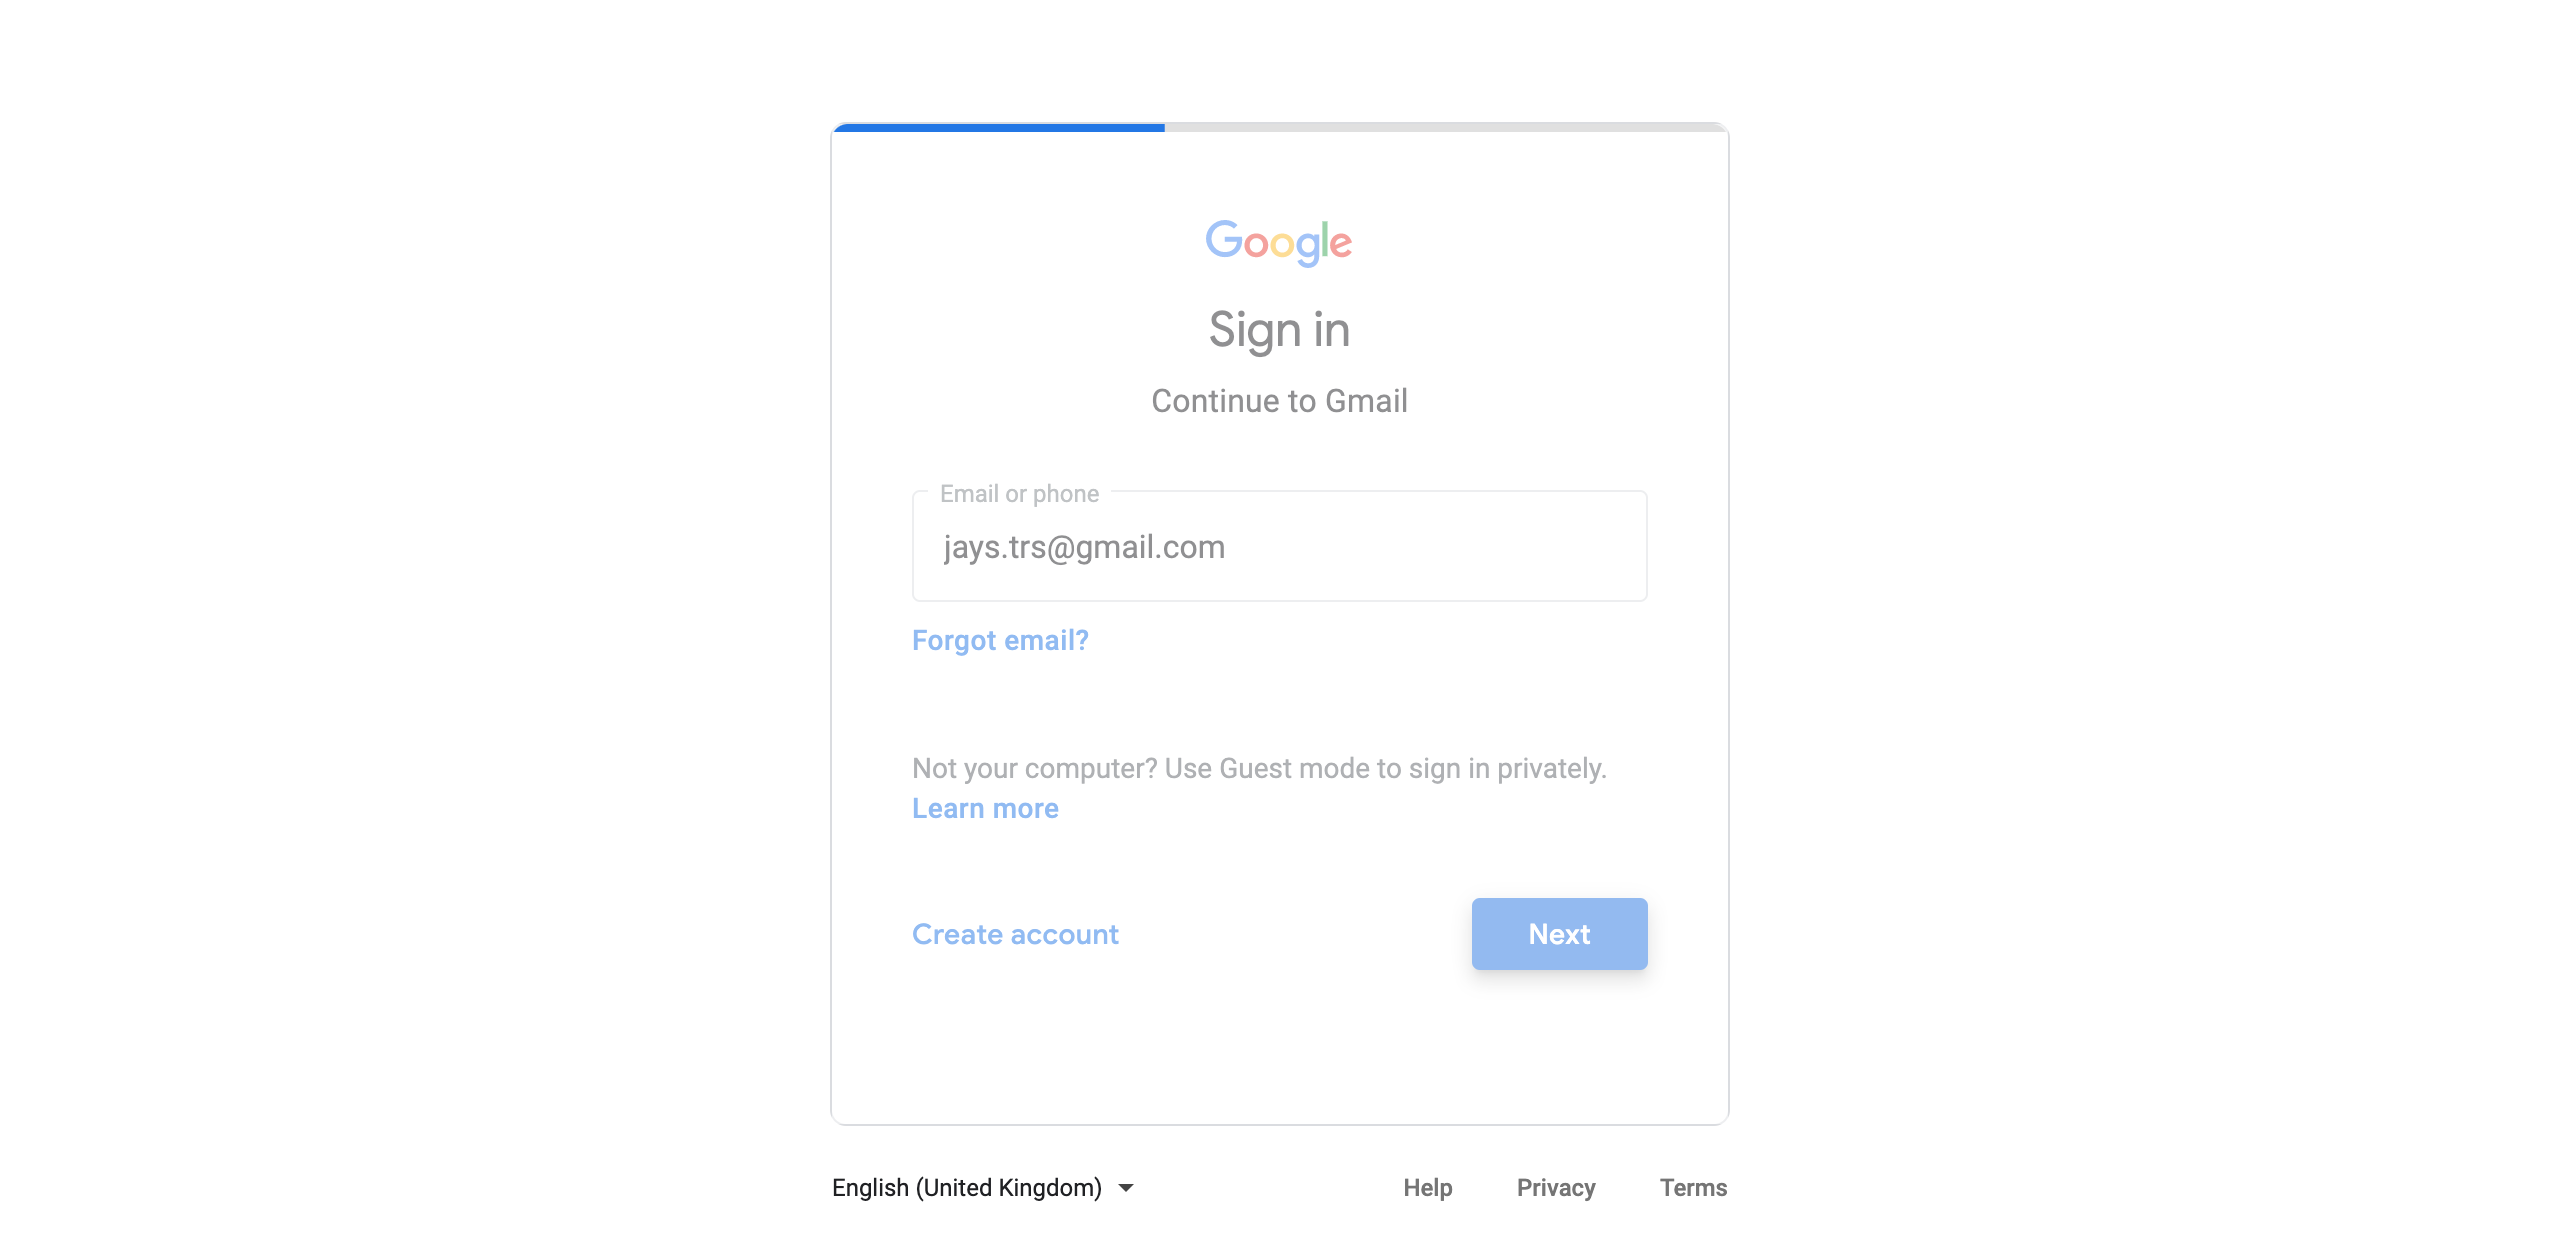 Google
Sign in
Continue to Gmail
Email or phone
jays.trs@gmail.com
Forgot email?
Not your computer? Use Guest mode to sign in privately.
Learn more
Create account
Next
English (United Kingdom)
Help
Privacy
Terms